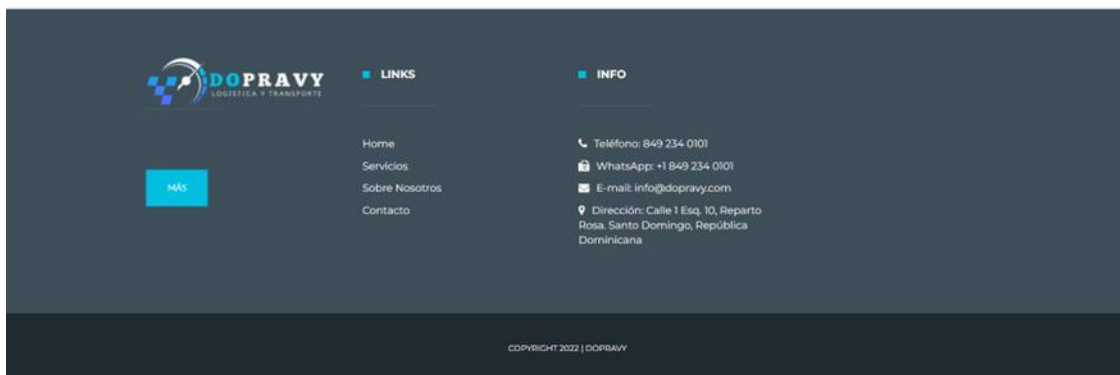 DOPRAVY
LOGÍSTICA Y TRANSPORTE
MÁS
LINKS
Home
Servicios
Sobre Nosotros
Contacto
INFO
Teléfono: 849 234 0101
WhatsApp: +1 849 234 0101
E-mail: info@dopravy.com
Dirección: Calle 1 Esq. 10, Reparto
Rosa. Santo Domingo, República
Dominicana
COPYRIGHT 2022 | DOPRAVY